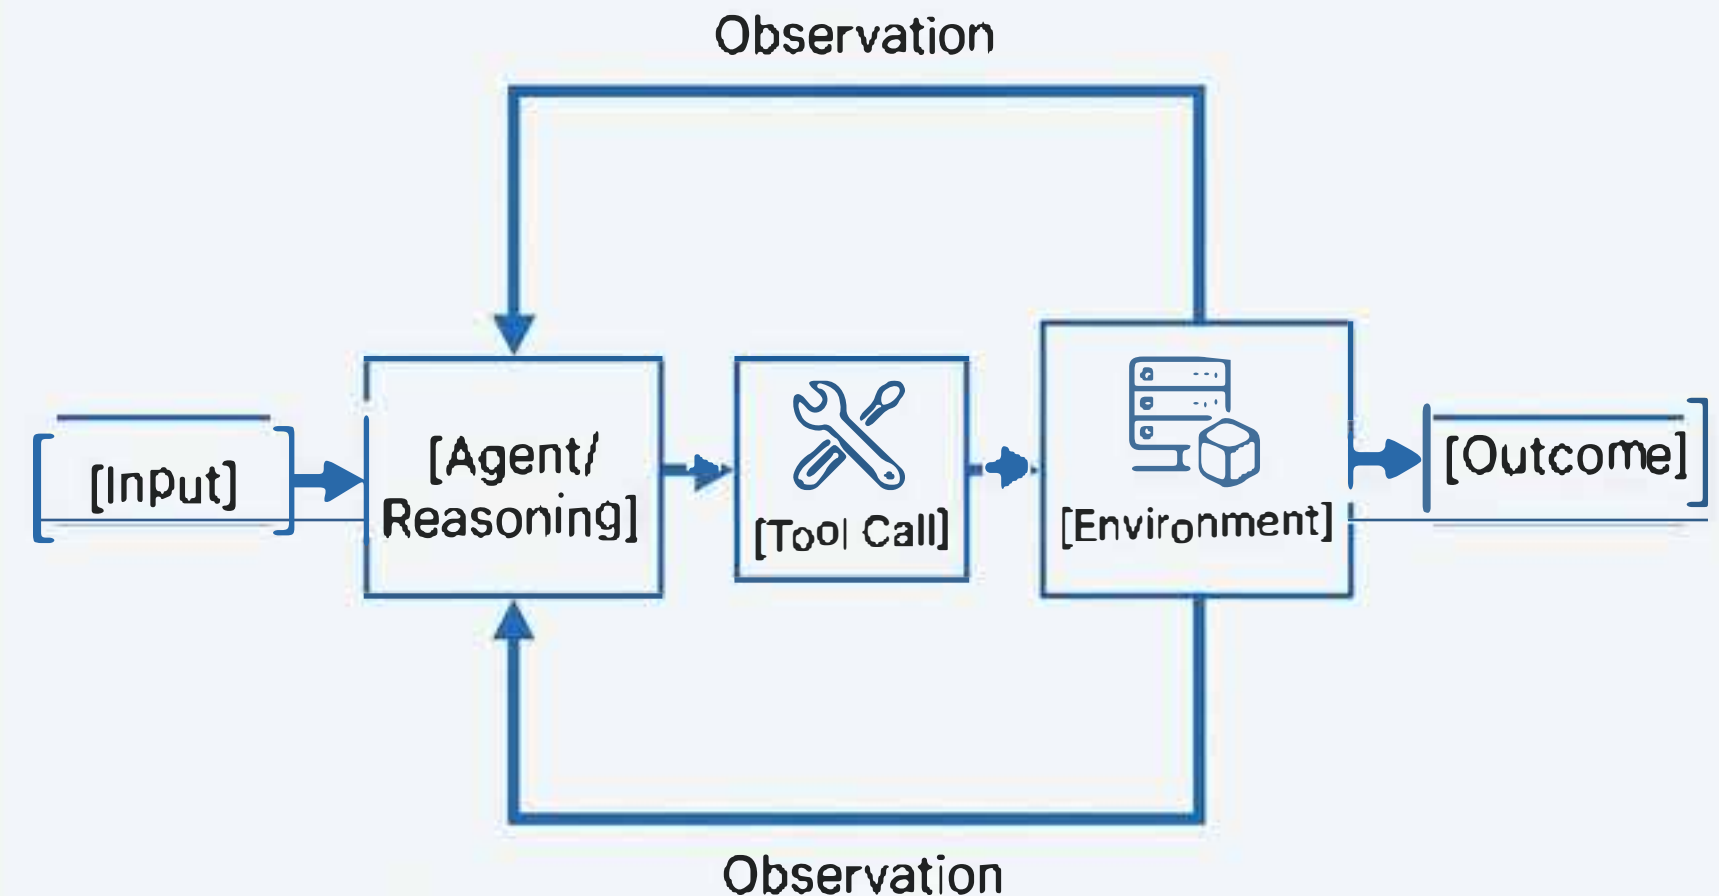 Observation
[Input]
[Agent/
Reasoning]
[Tool Call]
[Environment]
[Outcome]
Observation